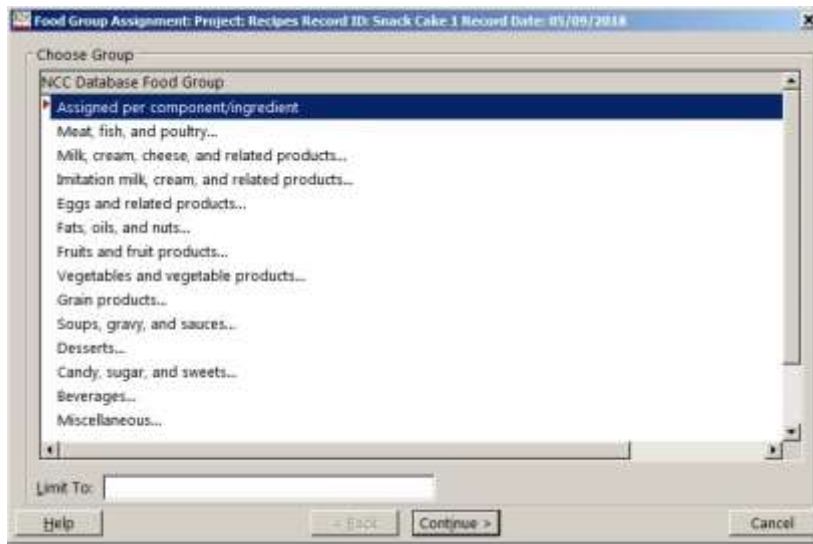 Food Group Assignment: Project: Recipes Record ID: Snack Cake 1 Record Date: 05/09/2018
Choose Group
NCC Database Food Group
Assigned per component/ingredient
Meat, fish, and poultry...
Milk, cream, cheese, and related products...
Imitation milk, cream, and related products...
Eggs and related products...
Fats, oils, and nuts...
Fruits and fruit products...
Vegetables and vegetable products...
Grain products...
Soups, gravy, and sauces...
Desserts...
Candy, sugar, and sweets...
Beverages...
Miscellaneous...
Limit To:
Help < Back Continue > Cancel